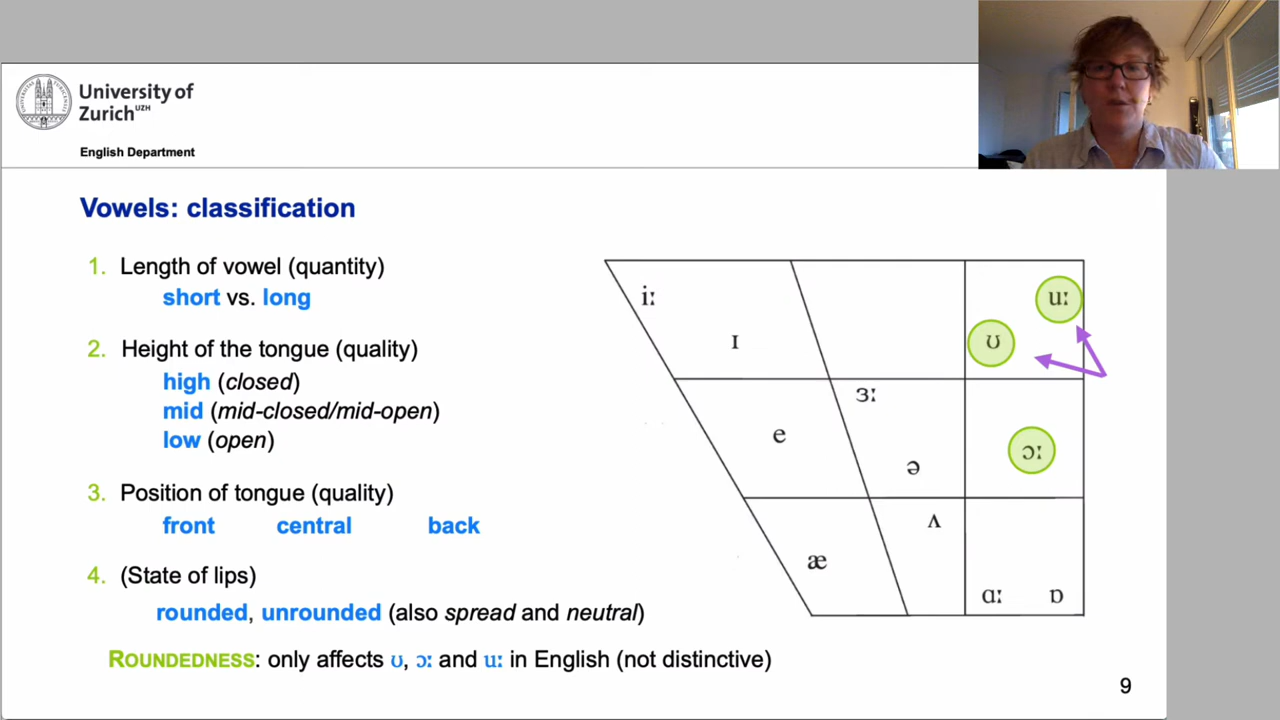 University of
Zurich UZH
English Department
Vowels: classification
1. Length of vowel (quantity)
short vs. long
2. Height of the tongue (quality)
high (closed)
mid (mid-closed/mid-open)
low (open)
3. Position of tongue (quality)
front central back
4. (State of lips)
rounded, unrounded (also spread and neutral)
ROUNDEDNESS: only affects ʊ, ɔː and uː in English (not distinctive)
iː
uː
ɪ
ʊ
ɜː
e
ɔː
ə
ʌ
æ
ɑː ɒ
9